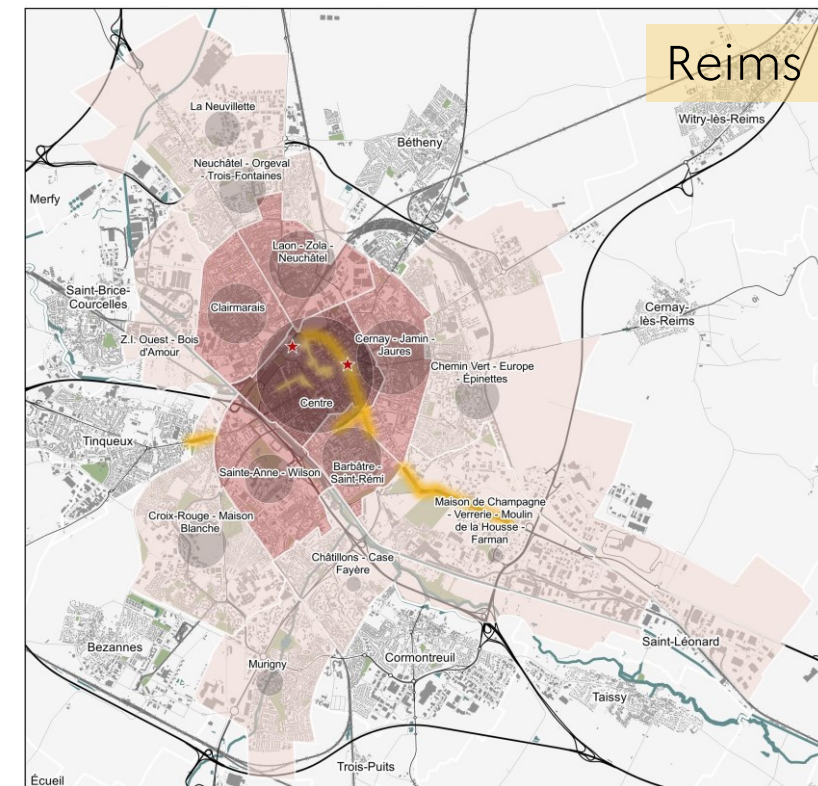 Reims
La Neuvillette
Witry-lès-Reims
Bétheny
Neuchâtel - Orgeval
- Trois-Fontaines
Merfy
Laon - Zola -
Neuchâtel
Saint-Brice-
Courcelles
Clairmarais
Cernay-
lès-Reims
Z.I. Ouest - Bois
d'Amour
Cernay - Jamin -
Jaures
Chemin Vert - Europe
- Épinettes
Centre
Tinqueux
Sainte-Anne - Wilson
Barbâtre -
Saint-Rémi
Maison de Champagne
- Verrerie - Moulin
de la Housse -
Farman
Croix-Rouge - Maison
Blanche
Châtillons - Case
Fayère
Saint-Léonard
Bezannes
Cormontreuil
Murigny
Taissy
Trois-Puits
Écueil